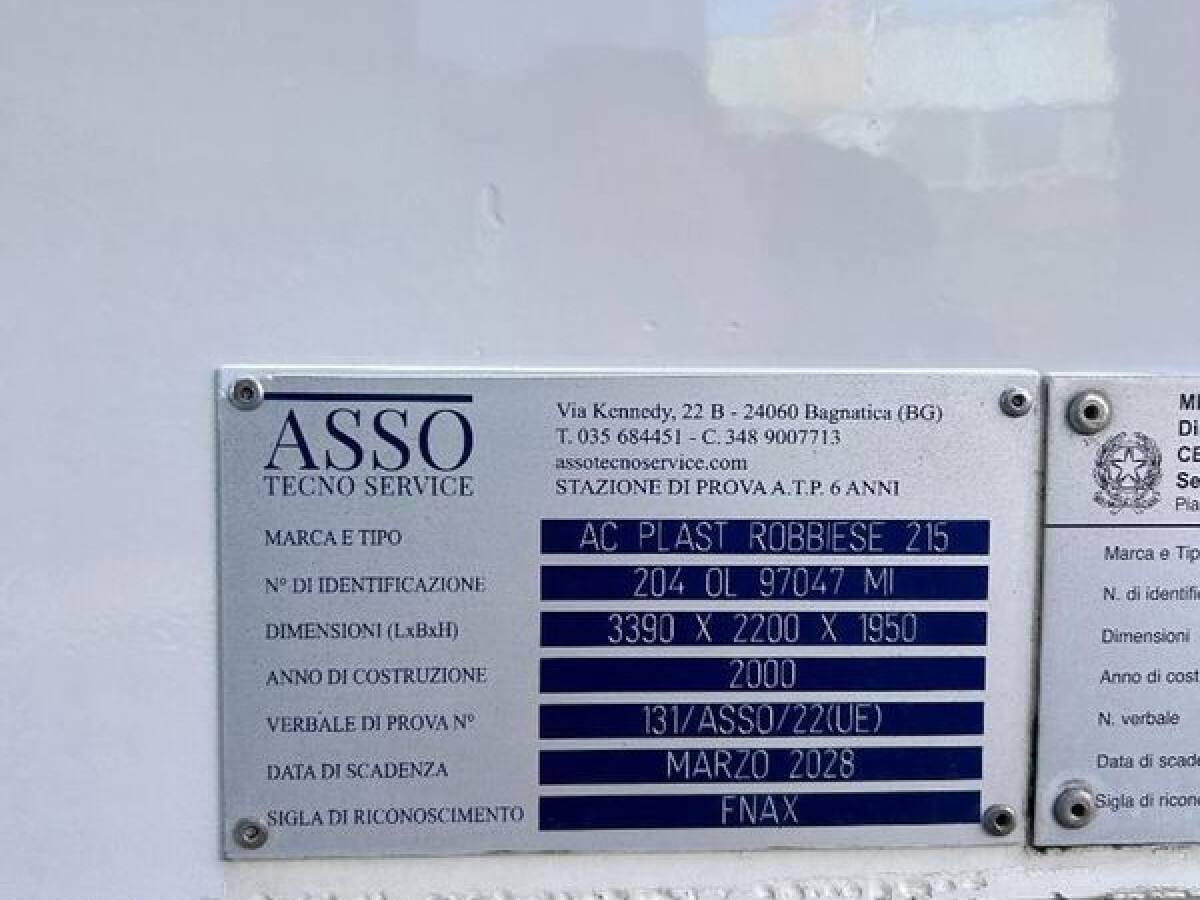 ASSO
TECNO SERVICE
Via Kennedy, 22 B - 24060 Bagnatica (BG)
T. 035 684451 - C. 348 9007713
assotecnoservice.com
STAZIONE DI PROVA A.T.P. 6 ANNI
MARCA E TIPO AC PLAST ROBBIESE 215
N° DI IDENTIFICAZIONE 204 OL 97047 MI
DIMENSIONI (LxBxH) 3390 X 2200 X 1950
ANNO DI COSTRUZIONE 2000
VERBALE DI PROVA N° 131/ASSO/22(UE)
DATA DI SCADENZA MARZO 2028
SIGLA DI RICONOSCIMENTO FNAX
Marca e Tip
N. di identifi
Dimensioni
Anno di cost
N. verbale
Data di scade
Sigla di ricono